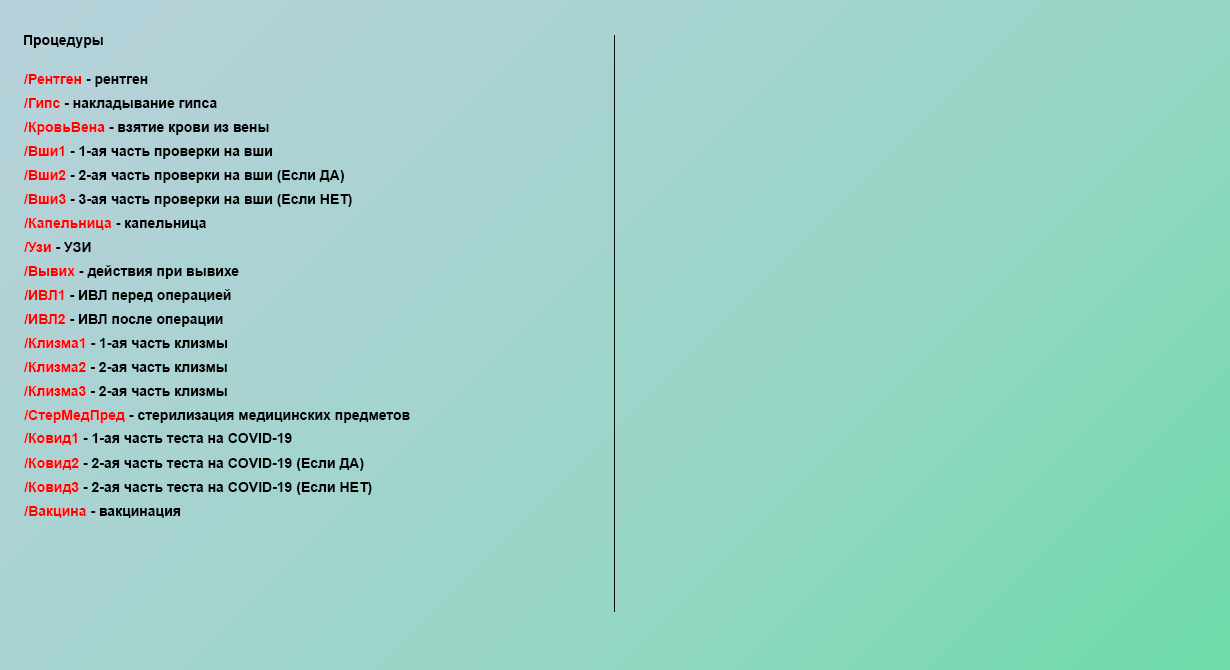 Процедуры
/Рентген - рентген
/Гипс - накладывание гипса
/КровьВена - взятие крови из вены
/Вши1 - 1-ая часть проверки на вши
/Вши2 - 2-ая часть проверки на вши (Если ДА)
/Вши3 - 3-ая часть проверки на вши (Если НЕТ)
/Капельница - капельница
/Узи - УЗИ
/Вывих - действия при вывихе
/ИВЛ1 - ИВЛ перед операцией
/ИВЛ2 - ИВЛ после операции
/Клизма1 - 1-ая часть клизмы
/Клизма2 - 2-ая часть клизмы
/Клизма3 - 2-ая часть клизмы
/СтерМедПред - стерилизация медицинских предметов
/Ковид1 - 1-ая часть теста на COVID-19
/Ковид2 - 2-ая часть теста на COVID-19 (Если ДА)
/Ковид3 - 2-ая часть теста на COVID-19 (Если НЕТ)
/Вакцина - вакцинация